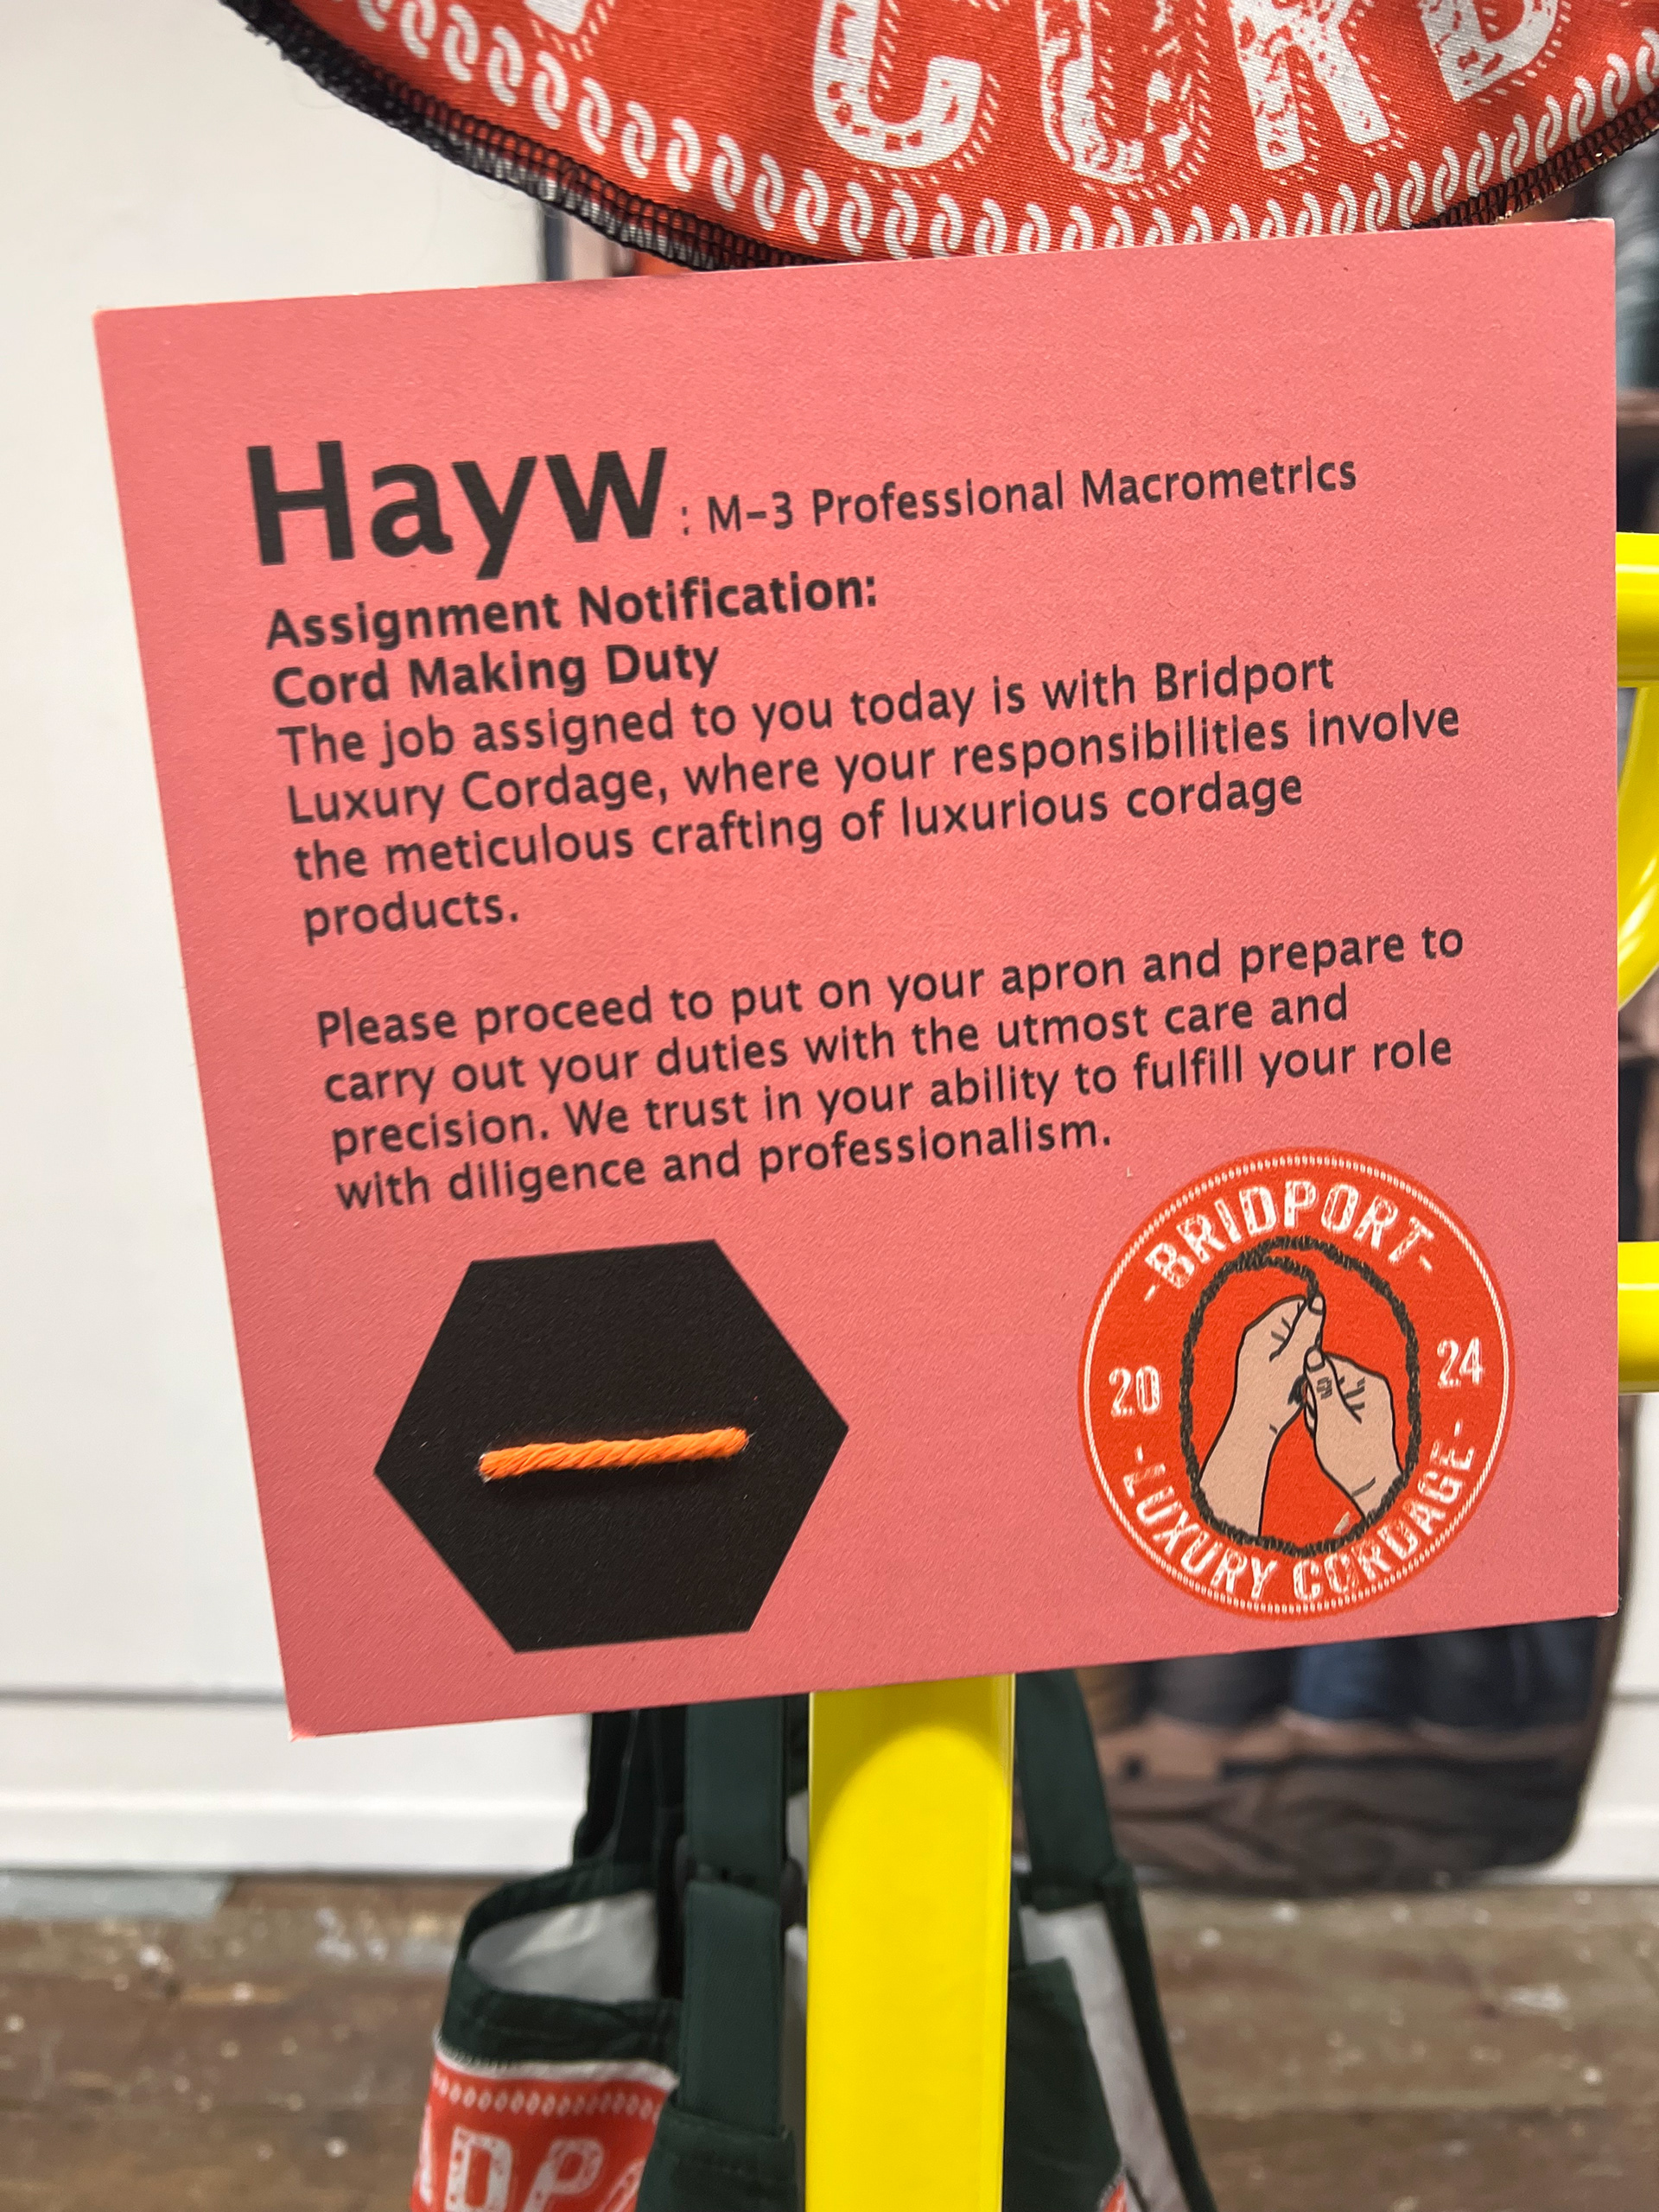 CORD
Hayw : M-3 Professional Macrometrics
Assignment Notification:
Cord Making Duty
The job assigned to you today is with Bridport
Luxury Cordage, where your responsibilities involve
the meticulous crafting of luxurious cordage
products.
Please proceed to put on your apron and prepare to
carry out your duties with the utmost care and
precision. We trust in your ability to fulfill your role
with diligence and professionalism.
-BRIDPORT-
20 24
-LUXURY CORDAGE-